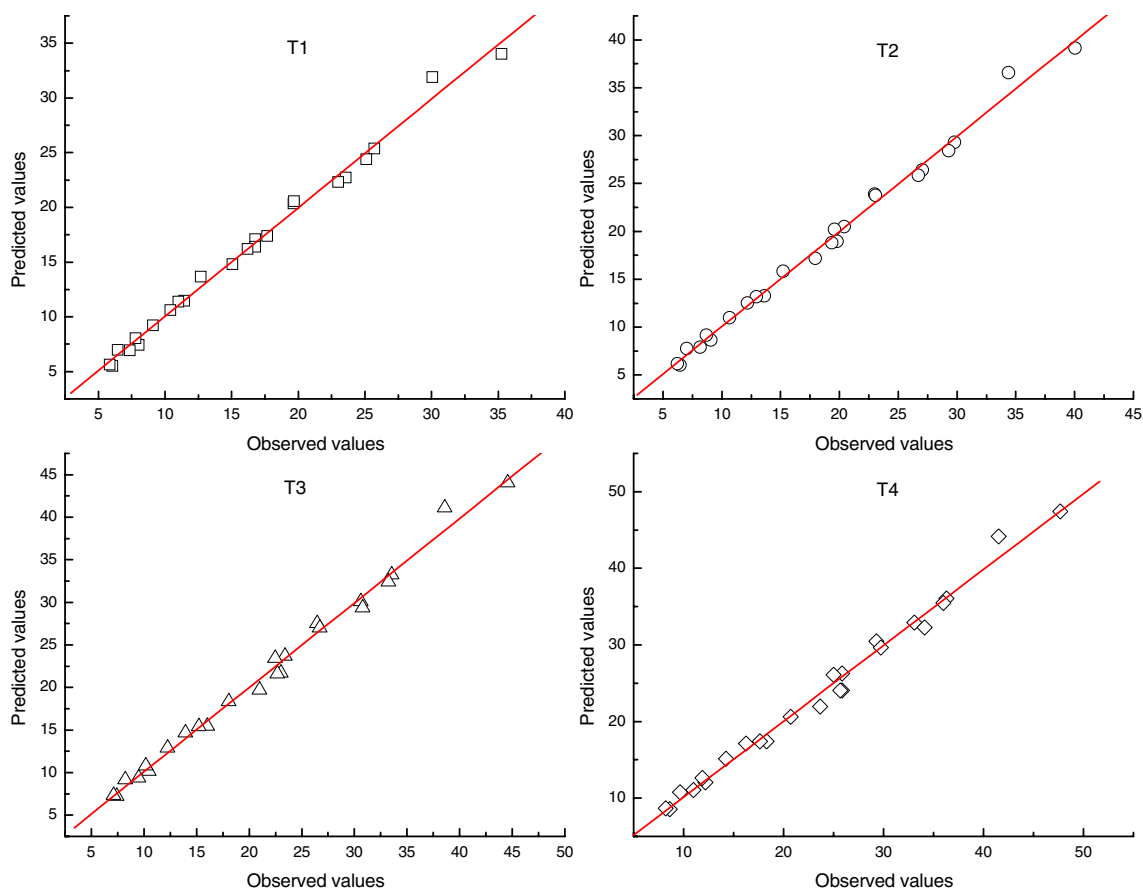 T1
35
30
25
20
15
10
5
Predicted values
5 10 15 20 25 30 35 40
Observed values
T2
40
35
30
25
20
15
10
5
Predicted values
5 10 15 20 25 30 35 40 45
Observed values
T3
45
40
35
30
25
20
15
10
5
Predicted values
5 10 15 20 25 30 35 40 45 50
Observed values
T4
50
40
30
20
10
Predicted values
10 20 30 40 50
Observed values